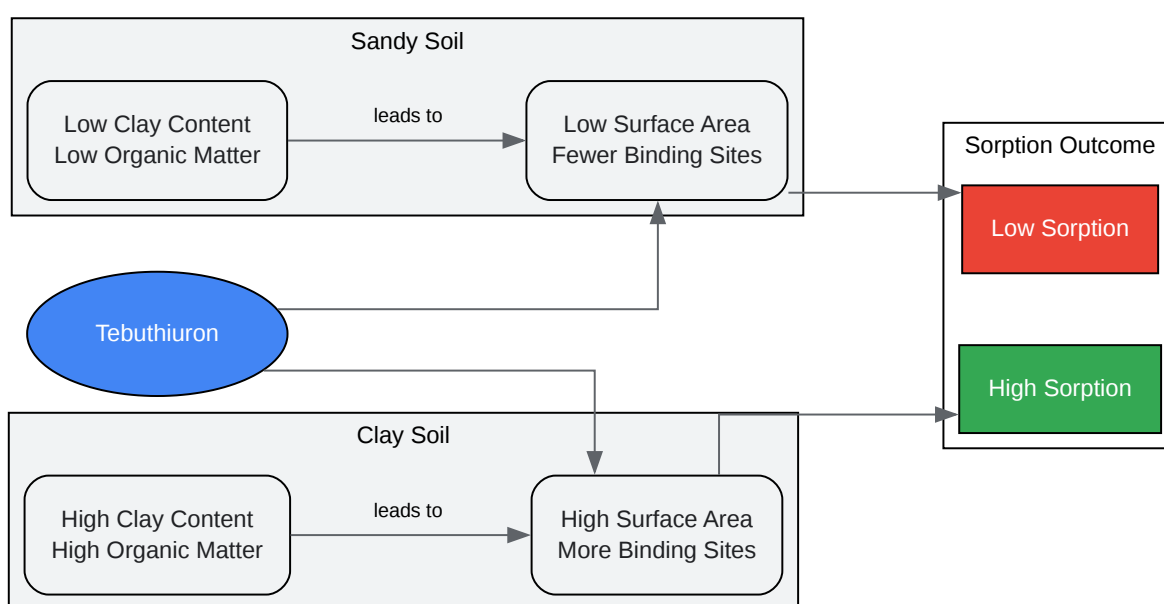 Sandy Soil
Low Clay Content
Low Organic Matter
leads to
Low Surface Area
Fewer Binding Sites
Sorption Outcome
Low Sorption
Tebuthiuron
High Sorption
Clay Soil
High Clay Content
High Organic Matter
leads to
High Surface Area
More Binding Sites